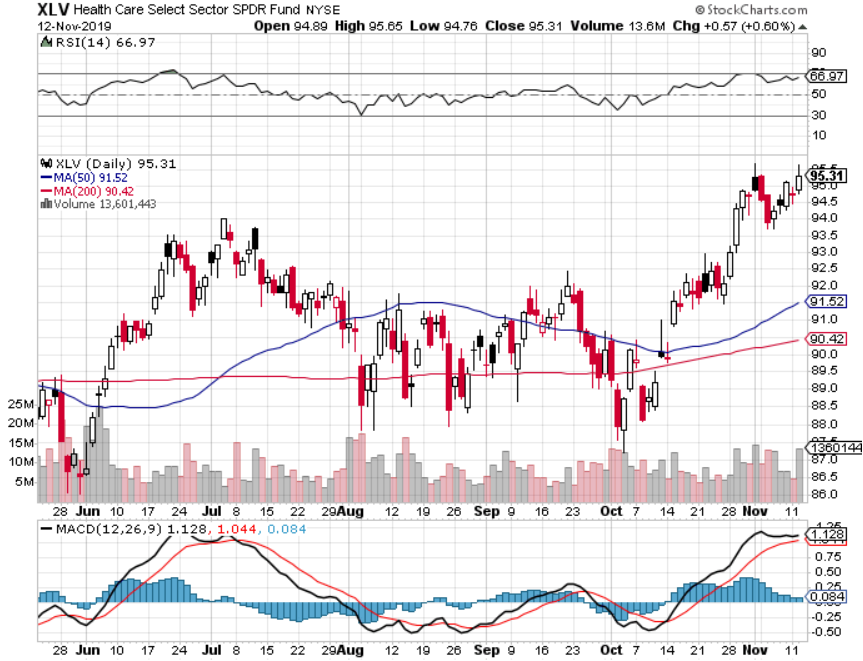 XLV Health Care Select Sector SPDR Fund NYSE © StockCharts.com
12-Nov-2019 Open 94.89 High 95.65 Low 94.76 Close 95.31 Volume 13.6M Chg +0.57 (+0.60%)
RSI(14) 66.97
90
66.97
50
30
10
XLV (Daily) 95.31
MA(50) 91.52
MA(200) 90.42
Volume 13,601,443
95.31
95.0
94.5
94.0
93.5
93.0
92.5
92.0
91.52
91.0
90.42
90.0
89.5
89.0
25M 88.5
20M 88.0
15M
1360144
10M 87.0
5M 86.5
86.0
28 Jun 10 17 24 Jul 8 15 22 29 Aug 12 19 26 Sep 9 16 23 Oct 7 14 21 28 Nov 11
MACD(12,26,9) 1.128, 1.044, 0.084
1.128
0.75
0.50
0.25
0.084
-0.25
-0.50
28 Jun 10 17 24 Jul 8 15 22 29 Aug 12 19 26 Sep 9 16 23 Oct 7 14 21 28 Nov 11